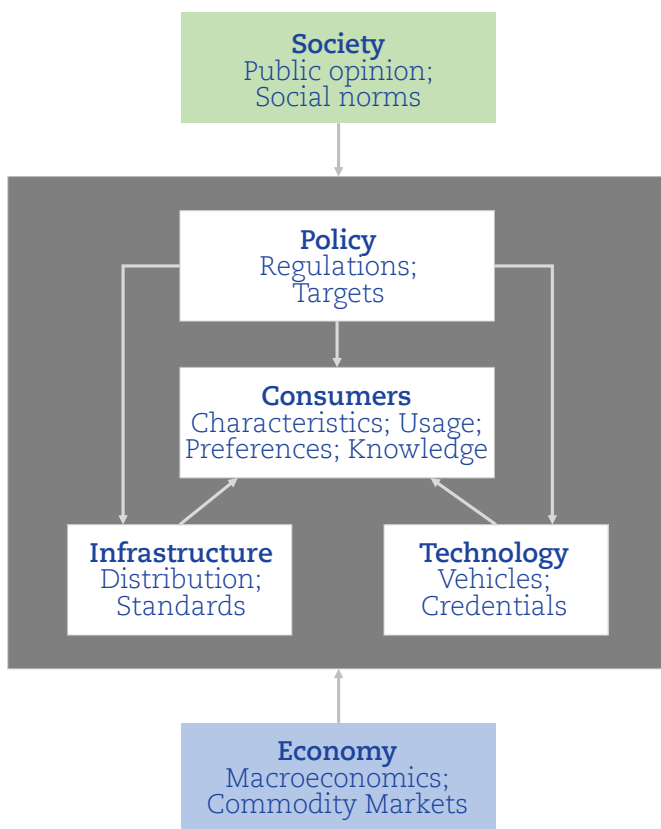 Society
Public opinion;
Social norms
Policy
Regulations;
Targets
Consumers
Characteristics; Usage;
Preferences; Knowledge
Infrastructure
Distribution;
Standards
Technology
Vehicles;
Credentials
Economy
Macroeconomics;
Commodity Markets